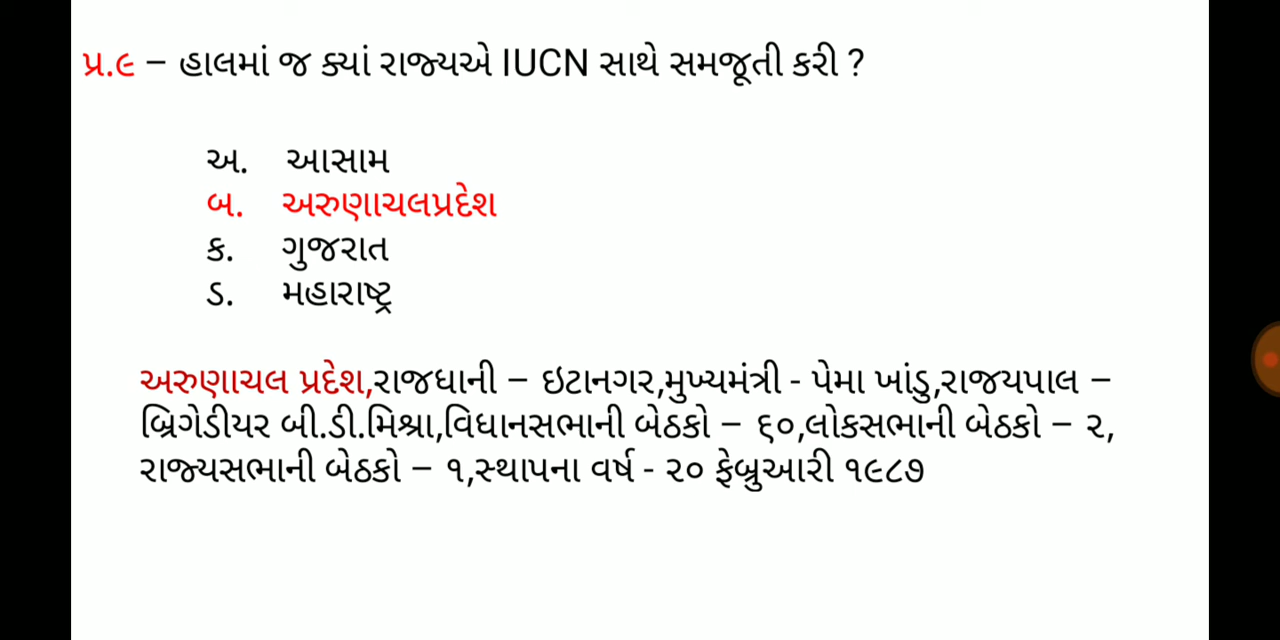 પ્ર.૯ – હાલમાં જ ક્યાં રાજ્યએ IUCN સાથે સમજૂતી કરી ?
અ. આસામ
બ. અરુણાચલપ્રદેશ
ક. ગુજરાત
ડ. મહારાષ્ટ્ર
અરુણાચલ પ્રદેશ,રાજધાની – ઇટાનગર,મુખ્યમંત્રી - પેમા ખાંડુ,રાજયપાલ –
બ્રિગેડીયર બી.ડી.મિશ્રા,વિધાનસભાની બેઠકો – ૬૦,લોકસભાની બેઠકો – ૨,
રાજ્યસભાની બેઠકો – ૧,સ્થાપના વર્ષ - ૨૦ ફેબ્રુઆરી ૧૯૮૭